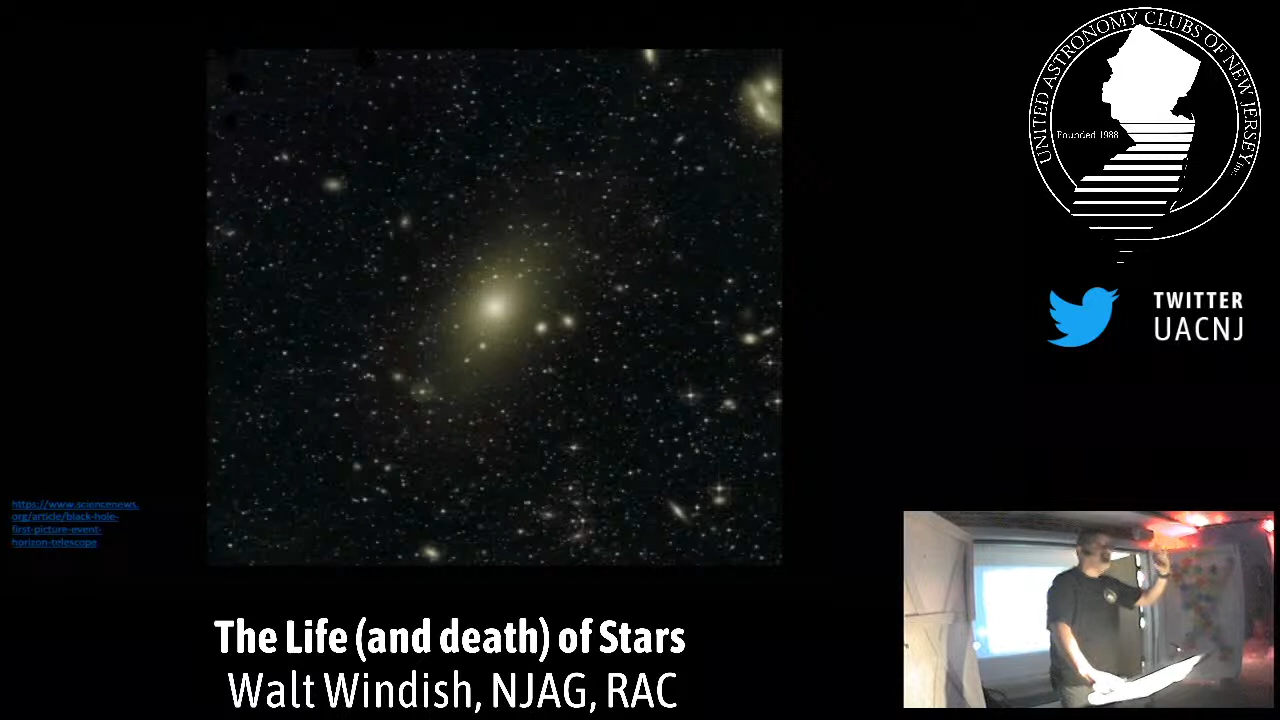 UNITED ASTRONOMY CLUBS OF NEW JERSEY, Inc.
Founded 1988
TWITTER
UACNJ
https://www.sciencenews.
org/article/black-hole-
first-picture-event-
horizon-telescope
The Life (and death) of Stars
Walt Windish, NJAG, RAC